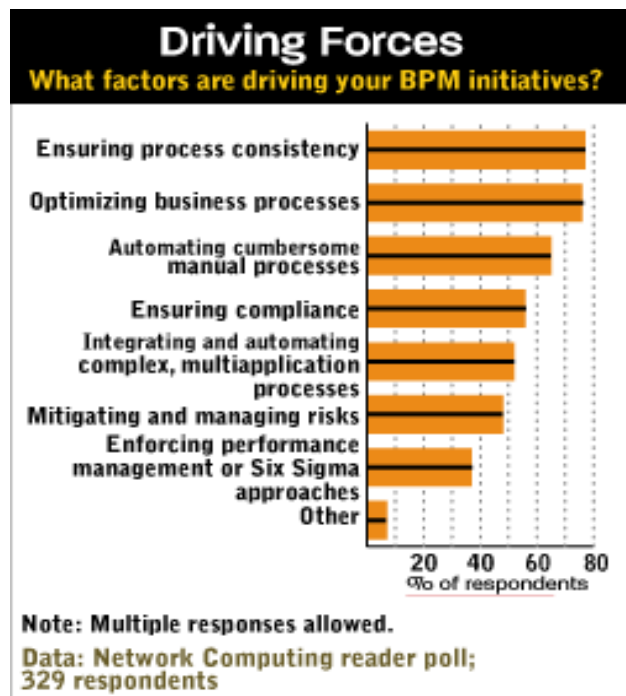 Driving Forces
What factors are driving your BPM initiatives?
Ensuring process consistency
Optimizing business processes
Automating cumbersome
manual processes
Ensuring compliance
Integrating and automating
complex, multiapplication
processes
Mitigating and managing risks
Enforcing performance
management or Six Sigma
approaches
Other
20 40 60 80
% of respondents
Note: Multiple responses allowed.
Data: Network Computing reader poll;
329 respondents